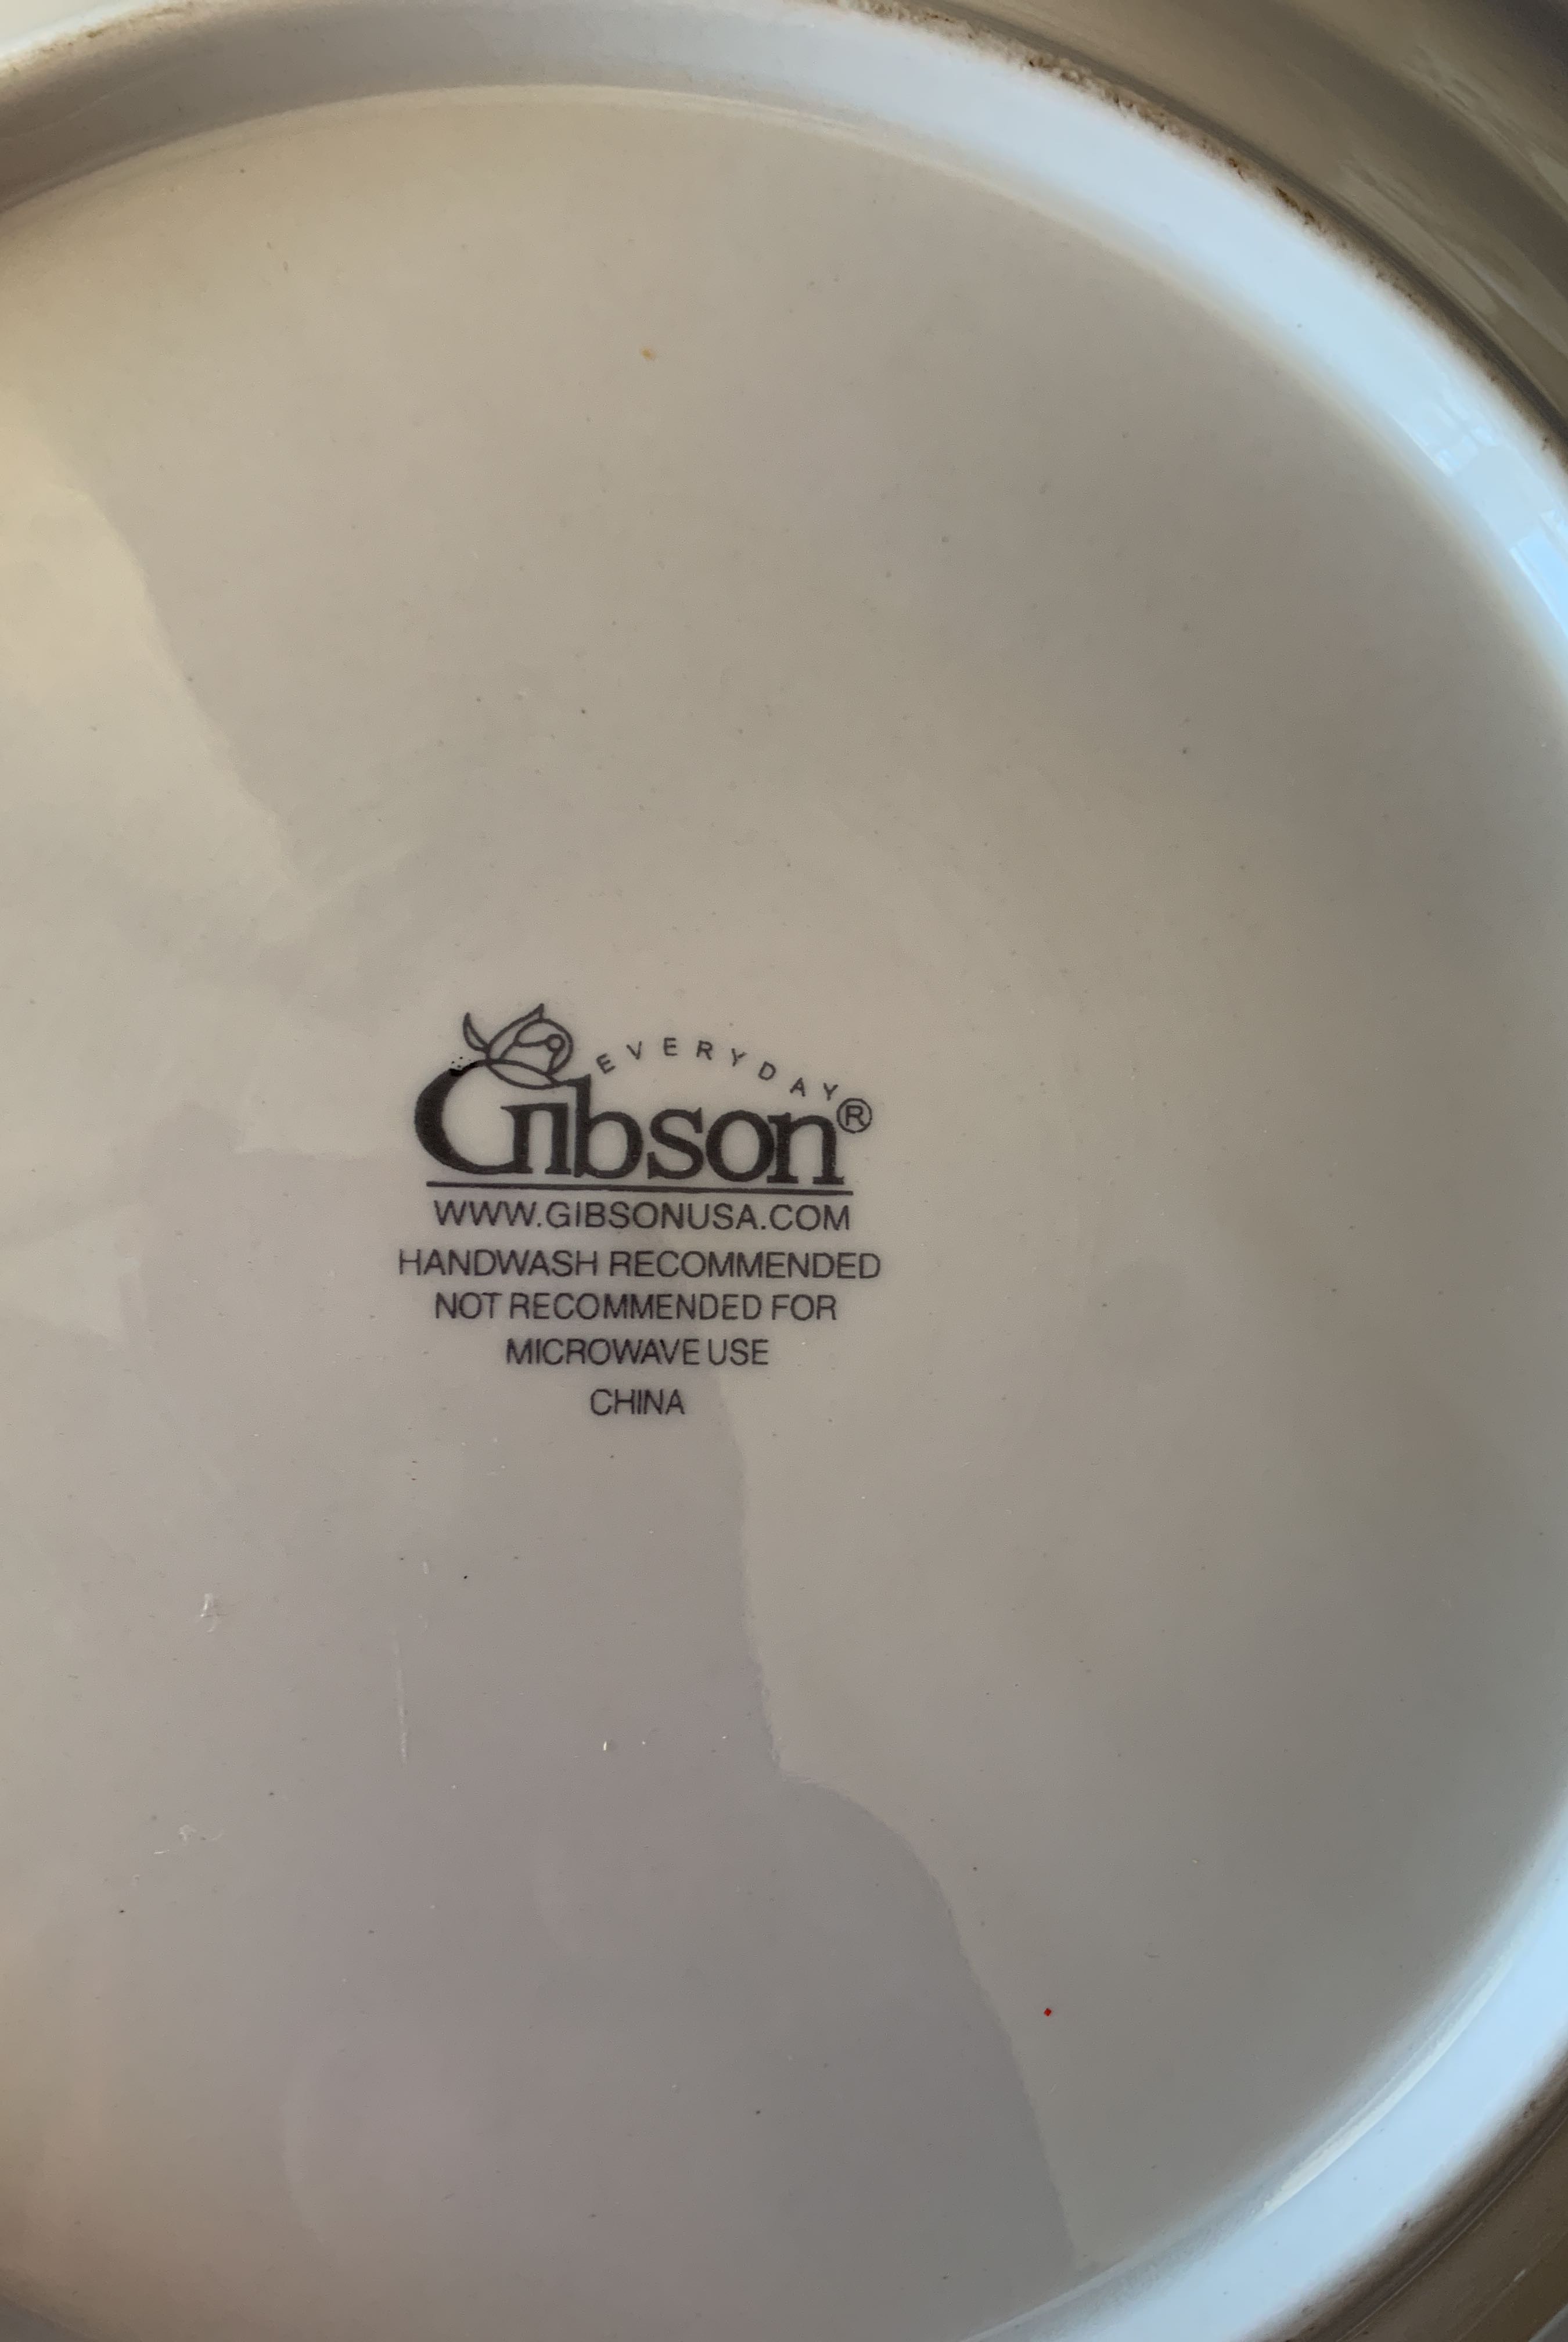 EVERYDAY
Gibson®
WWW.GIBSONUSA.COM
HANDWASH RECOMMENDED
NOT RECOMMENDED FOR
MICROWAVE USE
CHINA